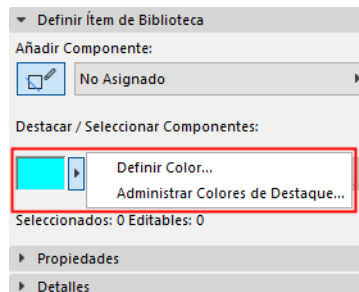 Definir Ítem de Biblioteca
Añadir Componente:
No Asignado
Destacar / Seleccionar Componentes:
Definir Color...
Administrar Colores de Destaque...
Seleccionados: 0 Editables: 0
Propiedades
Detalles